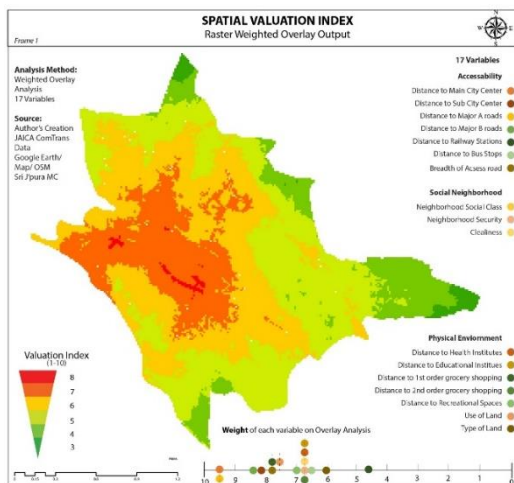 SPATIAL VALUATION INDEX
Raster Weighted Overlay Output
Frame 1
N
W
E
S
Analysis Method:
Weighted Overlay
Analysis
17 Variables
Source:
Author's Creation
JAICA ComTrans
Data
Google Earth/
Map/ OSM
Sri J'pura MC
17 Variables
Accessability
Distance to Main City Center
Distance to Sub City Center
Distance to Major A roads
Distance to Major B roads
Distance to Railway Stations
Distance to Bus Stops
Breadth of Acsess road
Social Neighborhood
Neighborhood Social Class
Neighborhood Security
Clealiness
Physical Enviornment
Distance to Health Institutes
Distance to Educational Institues
Distance to 1st order grocery shopping
Distance to 2nd order grocery shopping
Distance to Recreational Spaces
Use of Land
Type of Land
Valuation Index
(1-10)
8
7
6
5
4
3
Weight of each variable on Overlay Analysis
10 9 8 7 6 5 4 3 2 1 0